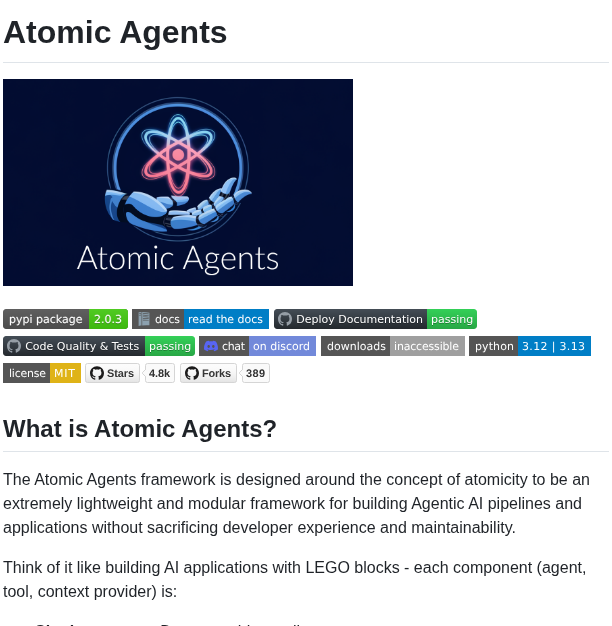 Atomic Agents
Atomic Agents
pypi package 2.0.3 docs read the docs Deploy Documentation passing
Code Quality & Tests passing chat on discord downloads inaccessible python 3.12 | 3.13
license MIT Stars 4.8k Forks 389
What is Atomic Agents?
The Atomic Agents framework is designed around the concept of atomicity to be an
extremely lightweight and modular framework for building Agentic AI pipelines and
applications without sacrificing developer experience and maintainability.
Think of it like building AI applications with LEGO blocks - each component (agent,
tool, context provider) is: